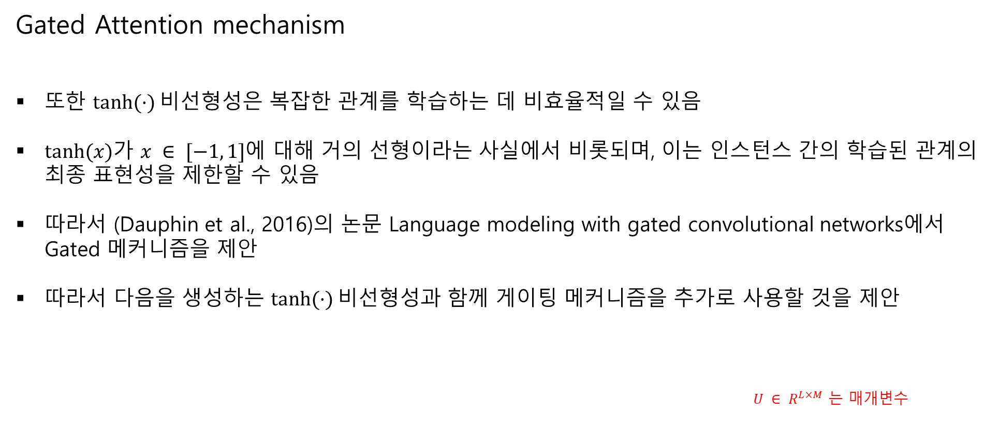 Gated Attention mechanism
▪ 또한 tanh(·) 비선형성은 복잡한 관계를 학습하는 데 비효율적일 수 있음
▪ tanh(𝑥)가 𝑥 ∈ [−1, 1]에 대해 거의 선형이라는 사실에서 비롯되며, 이는 인스턴스 간의 학습된 관계의
최종 표현성을 제한할 수 있음
▪ 따라서 (Dauphin et al., 2016)의 논문 Language modeling with gated convolutional networks에서
Gated 메커니즘을 제안
▪ 따라서 다음을 생성하는 tanh(·) 비선형성과 함께 게이팅 메커니즘을 추가로 사용할 것을 제안
𝑈 ∈ 𝑅^{𝐿×𝑀} 는 매개변수